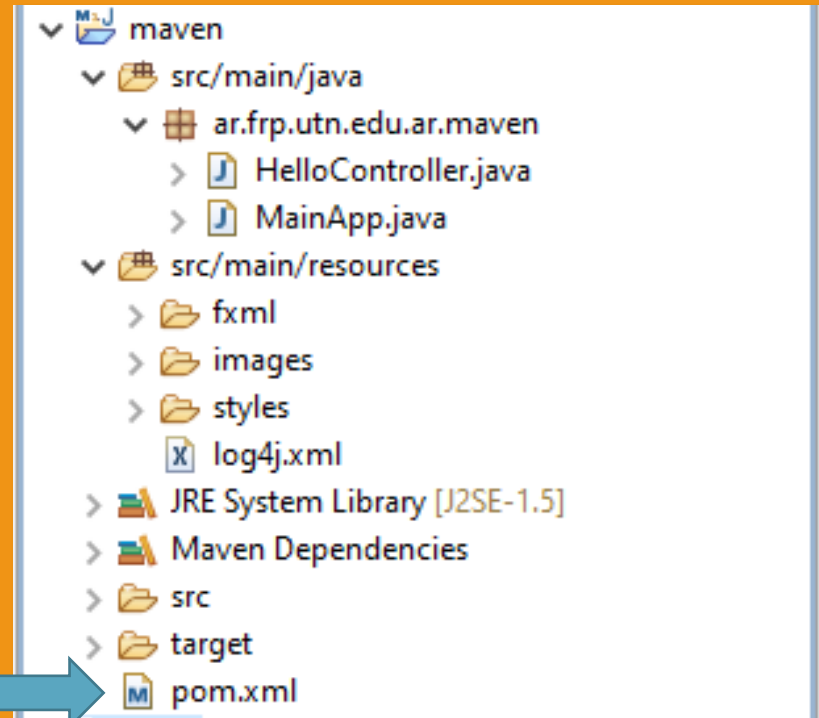 maven
src/main/java
ar.frp.utn.edu.ar.maven
HelloController.java
MainApp.java
src/main/resources
fxml
images
styles
log4j.xml
JRE System Library [J2SE-1.5]
Maven Dependencies
src
target
pom.xml